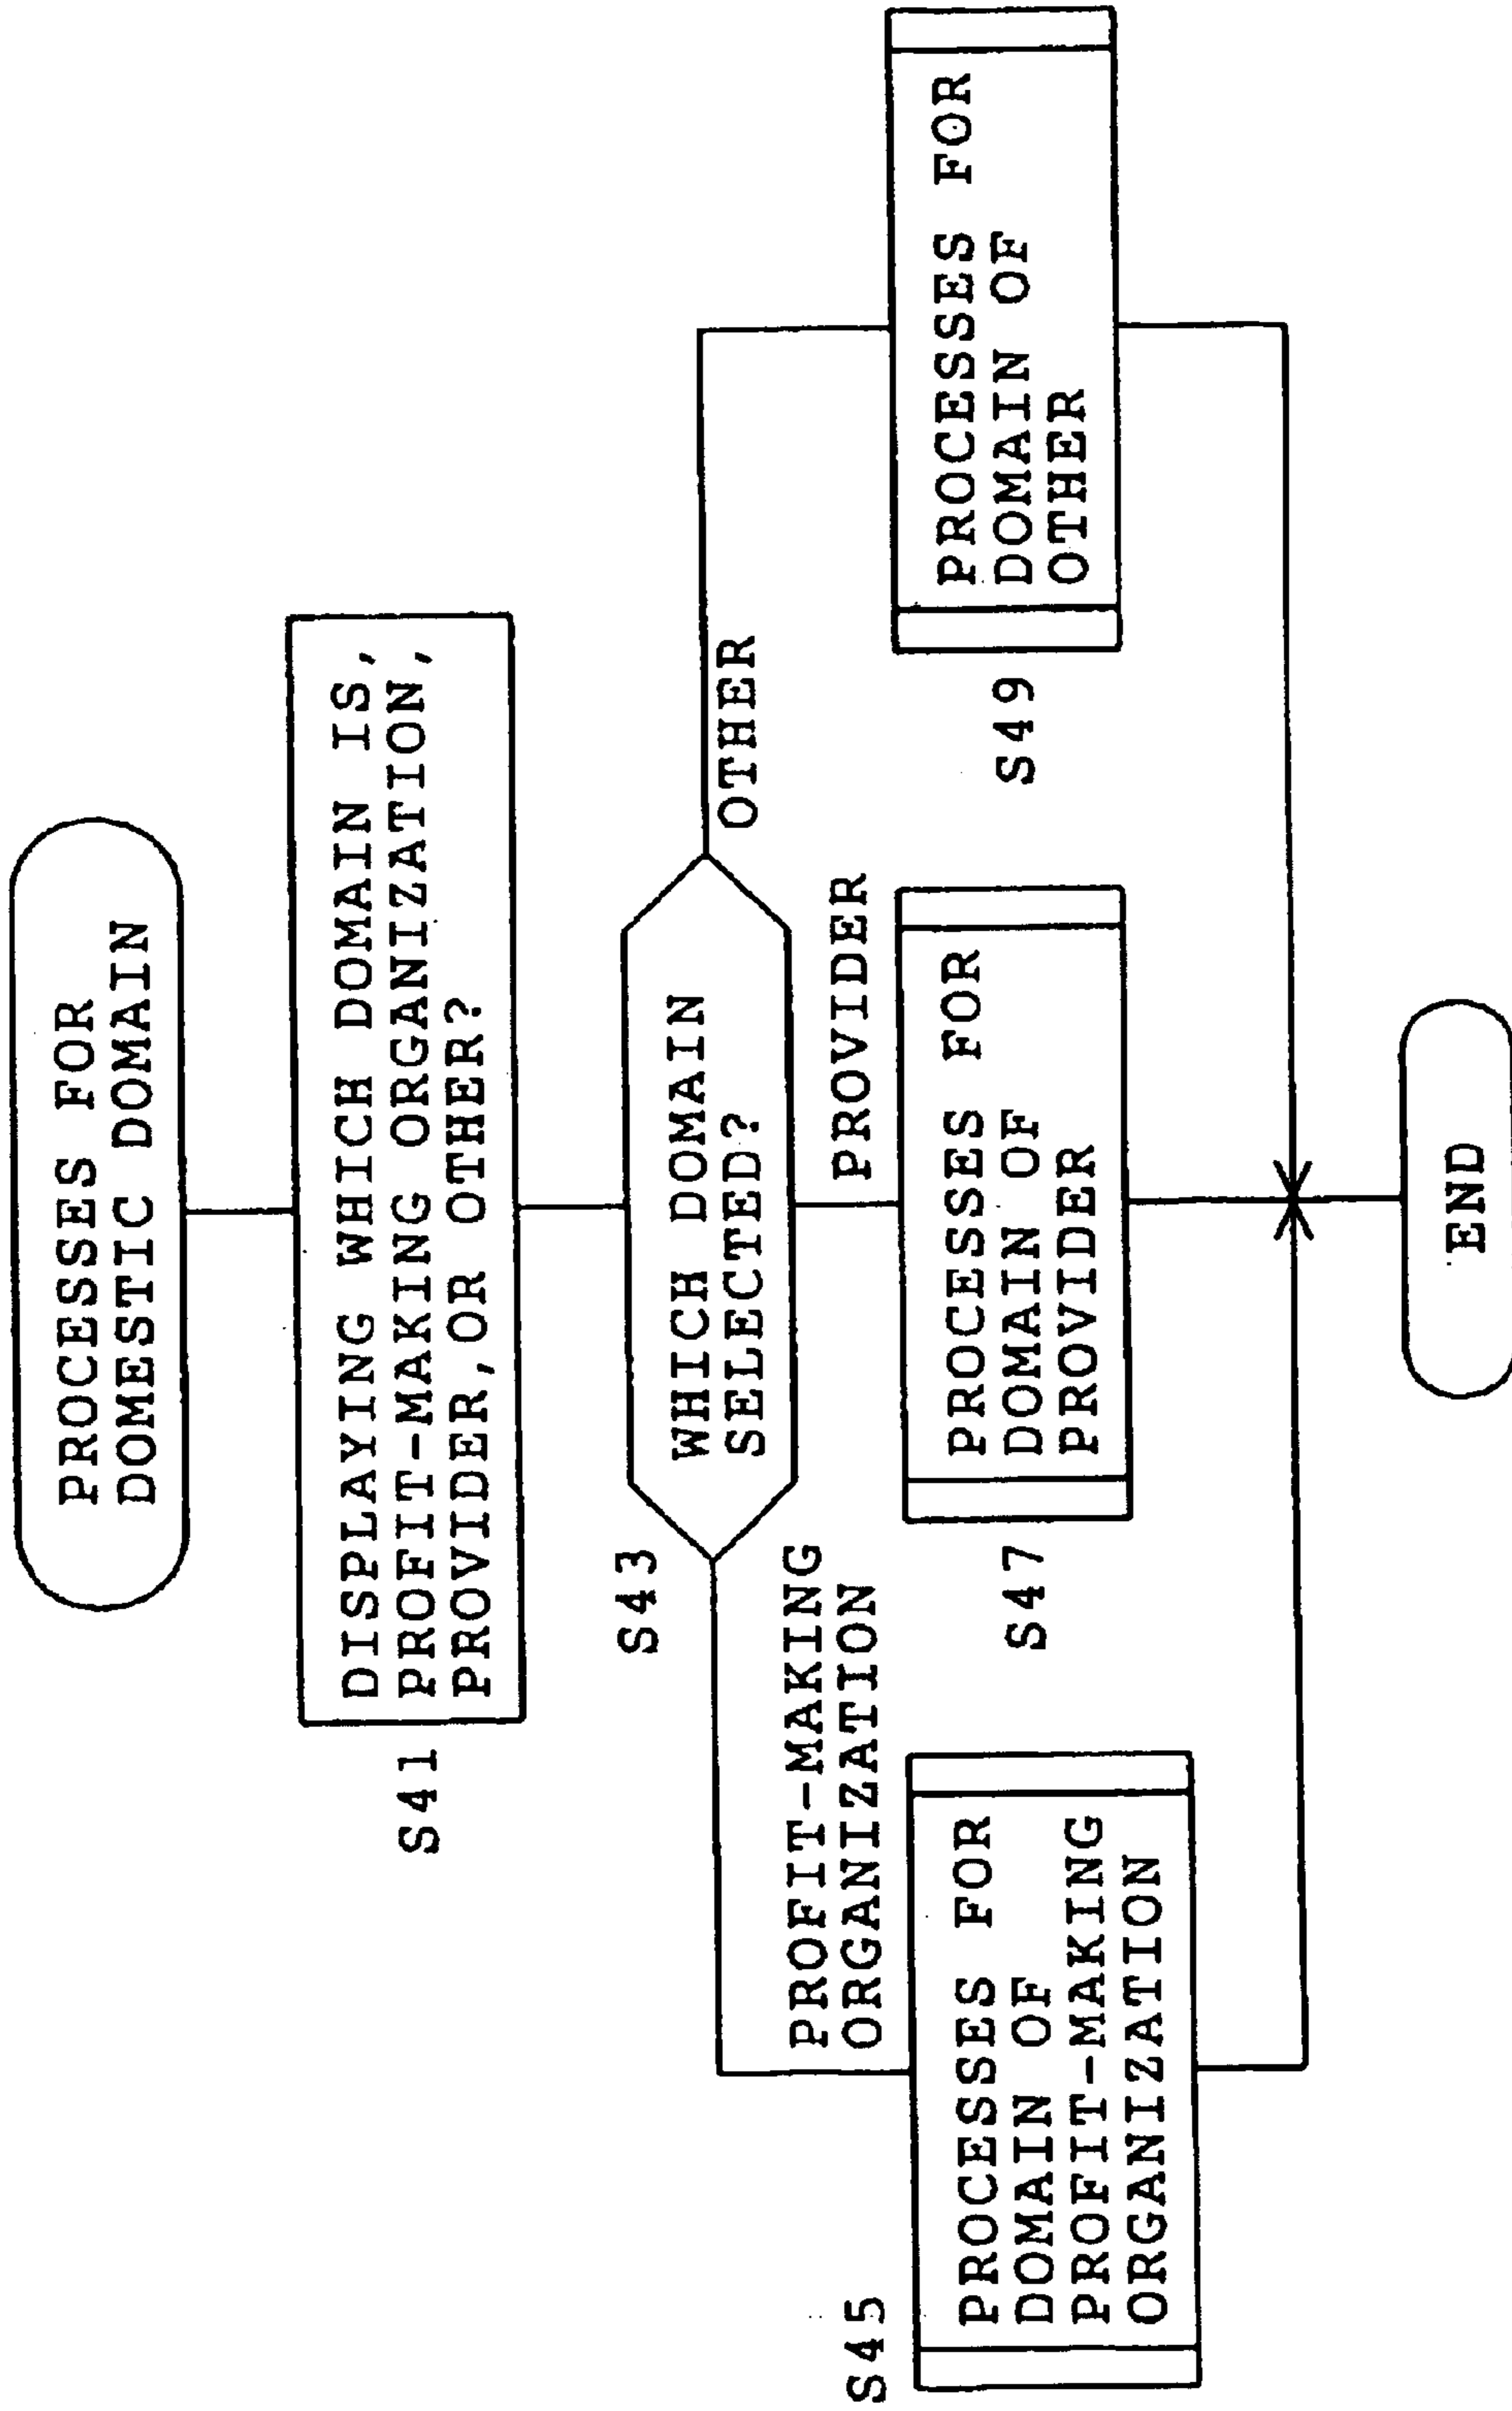 PROCESSES FOR
DOMESTIC DOMAIN
S41
DISPLAYING WHICH DOMAIN IS,
PROFIT-MAKING ORGANIZATION,
PROVIDER, OR OTHER?
S43
WHICH DOMAIN
SELECTED?
PROFIT-MAKING
ORGANIZATION
PROVIDER
OTHER
S45
PROCESSES FOR
DOMAIN OF
PROFIT-MAKING
ORGANIZATION
S47
PROCESSES FOR
DOMAIN OF
PROVIDER
S49
PROCESSES FOR
DOMAIN OF
OTHER
END